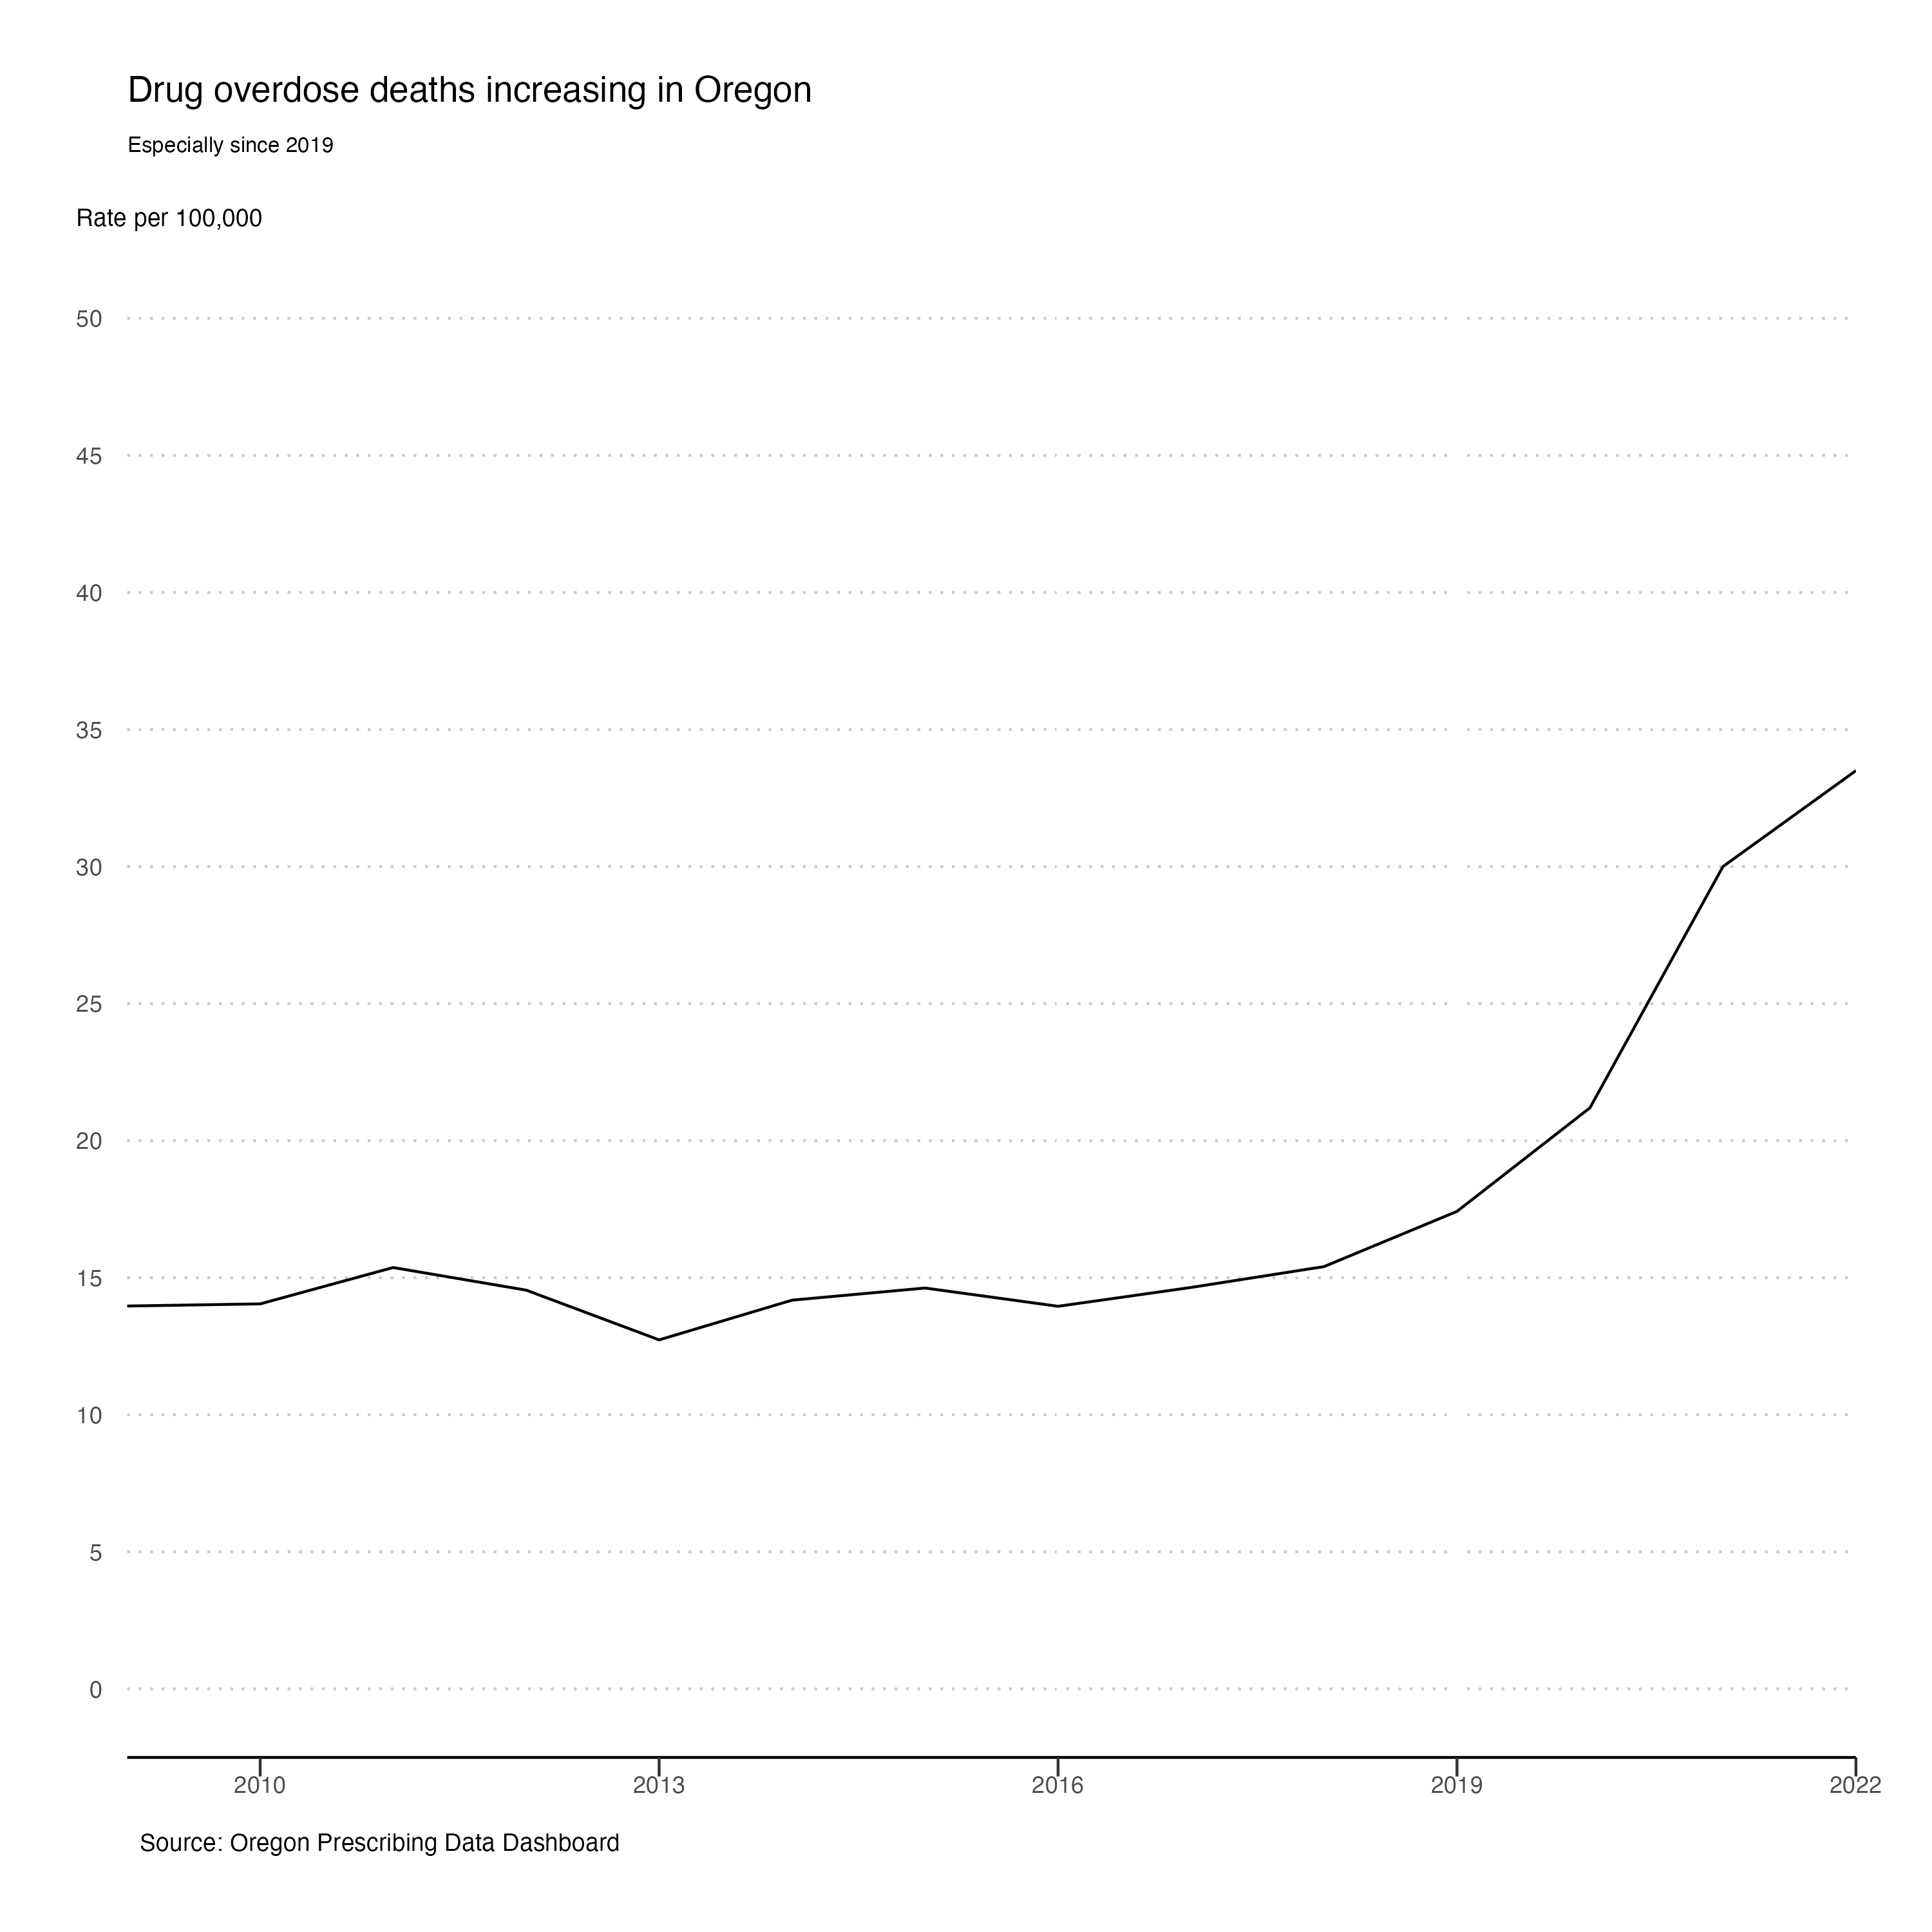 Drug overdose deaths increasing in Oregon
Especially since 2019
Rate per 100,000
50
45
40
35
30
25
20
15
10
5
0
2010 2013 2016 2019 2022
Source: Oregon Prescribing Data Dashboard